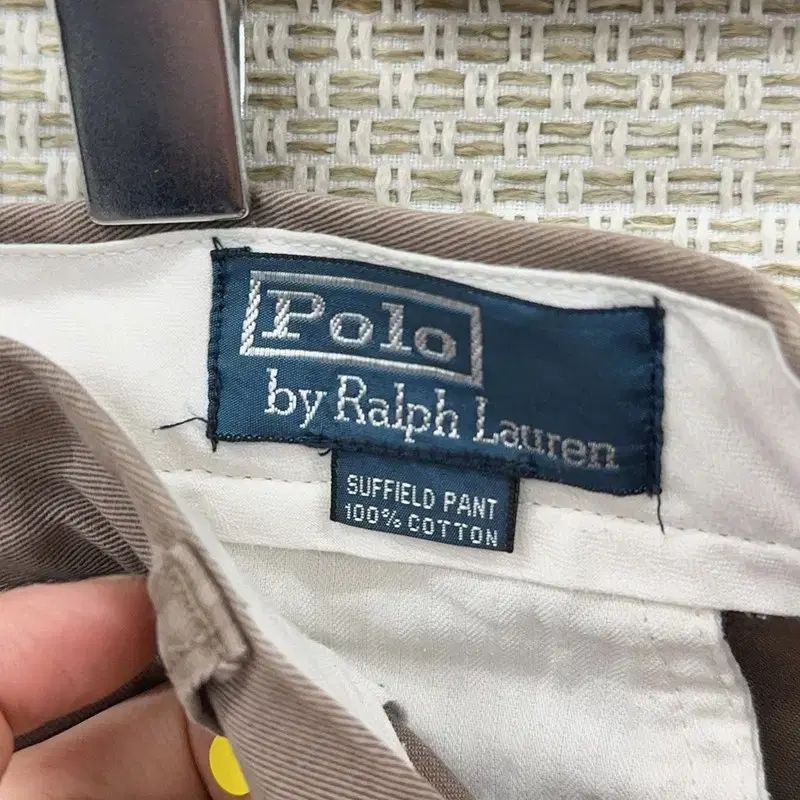 Polo
by Ralph Lauren
SUFFIELD PANT
100% COTTON